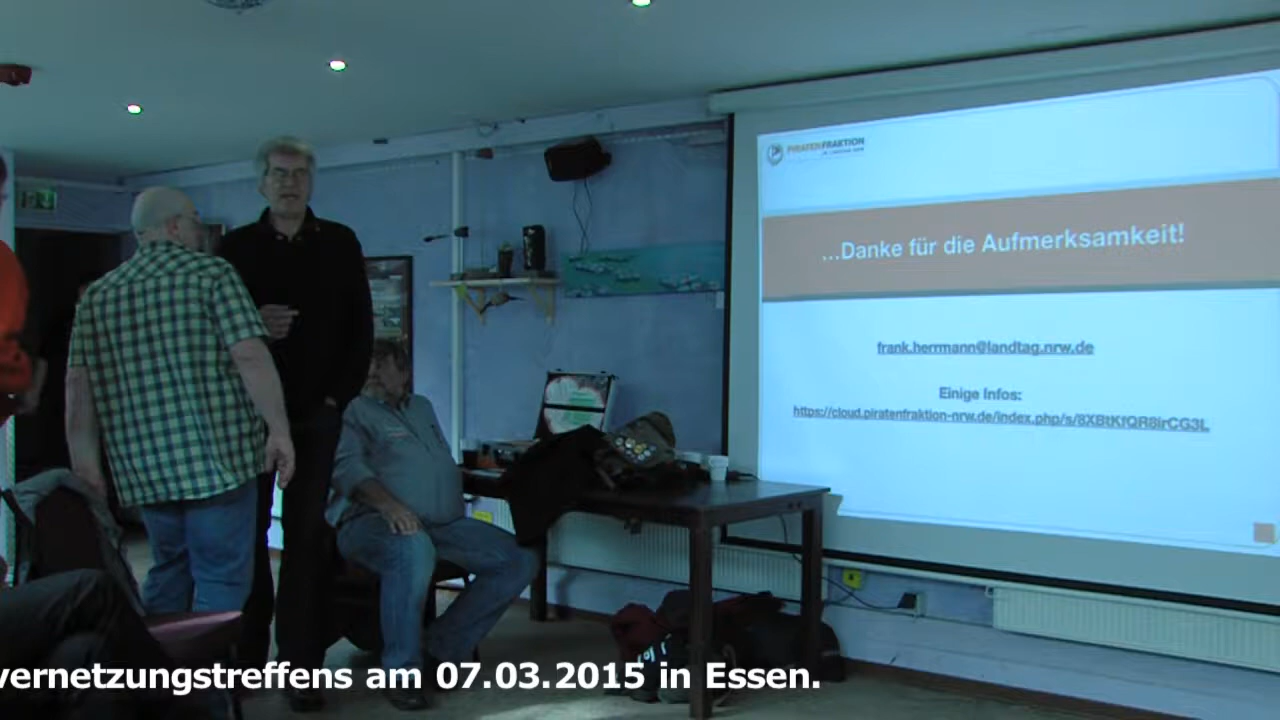 PIRATENFRAKTION
...Danke für die Aufmerksamkeit!
frank.herrmann@landtag.nrw.de
Einige Infos:
https://cloud.piratenfraktion-nrw.de/index.php/s/8XBtKfQR8lrCG3L
vernetzungstreffens am 07.03.2015 in Essen.